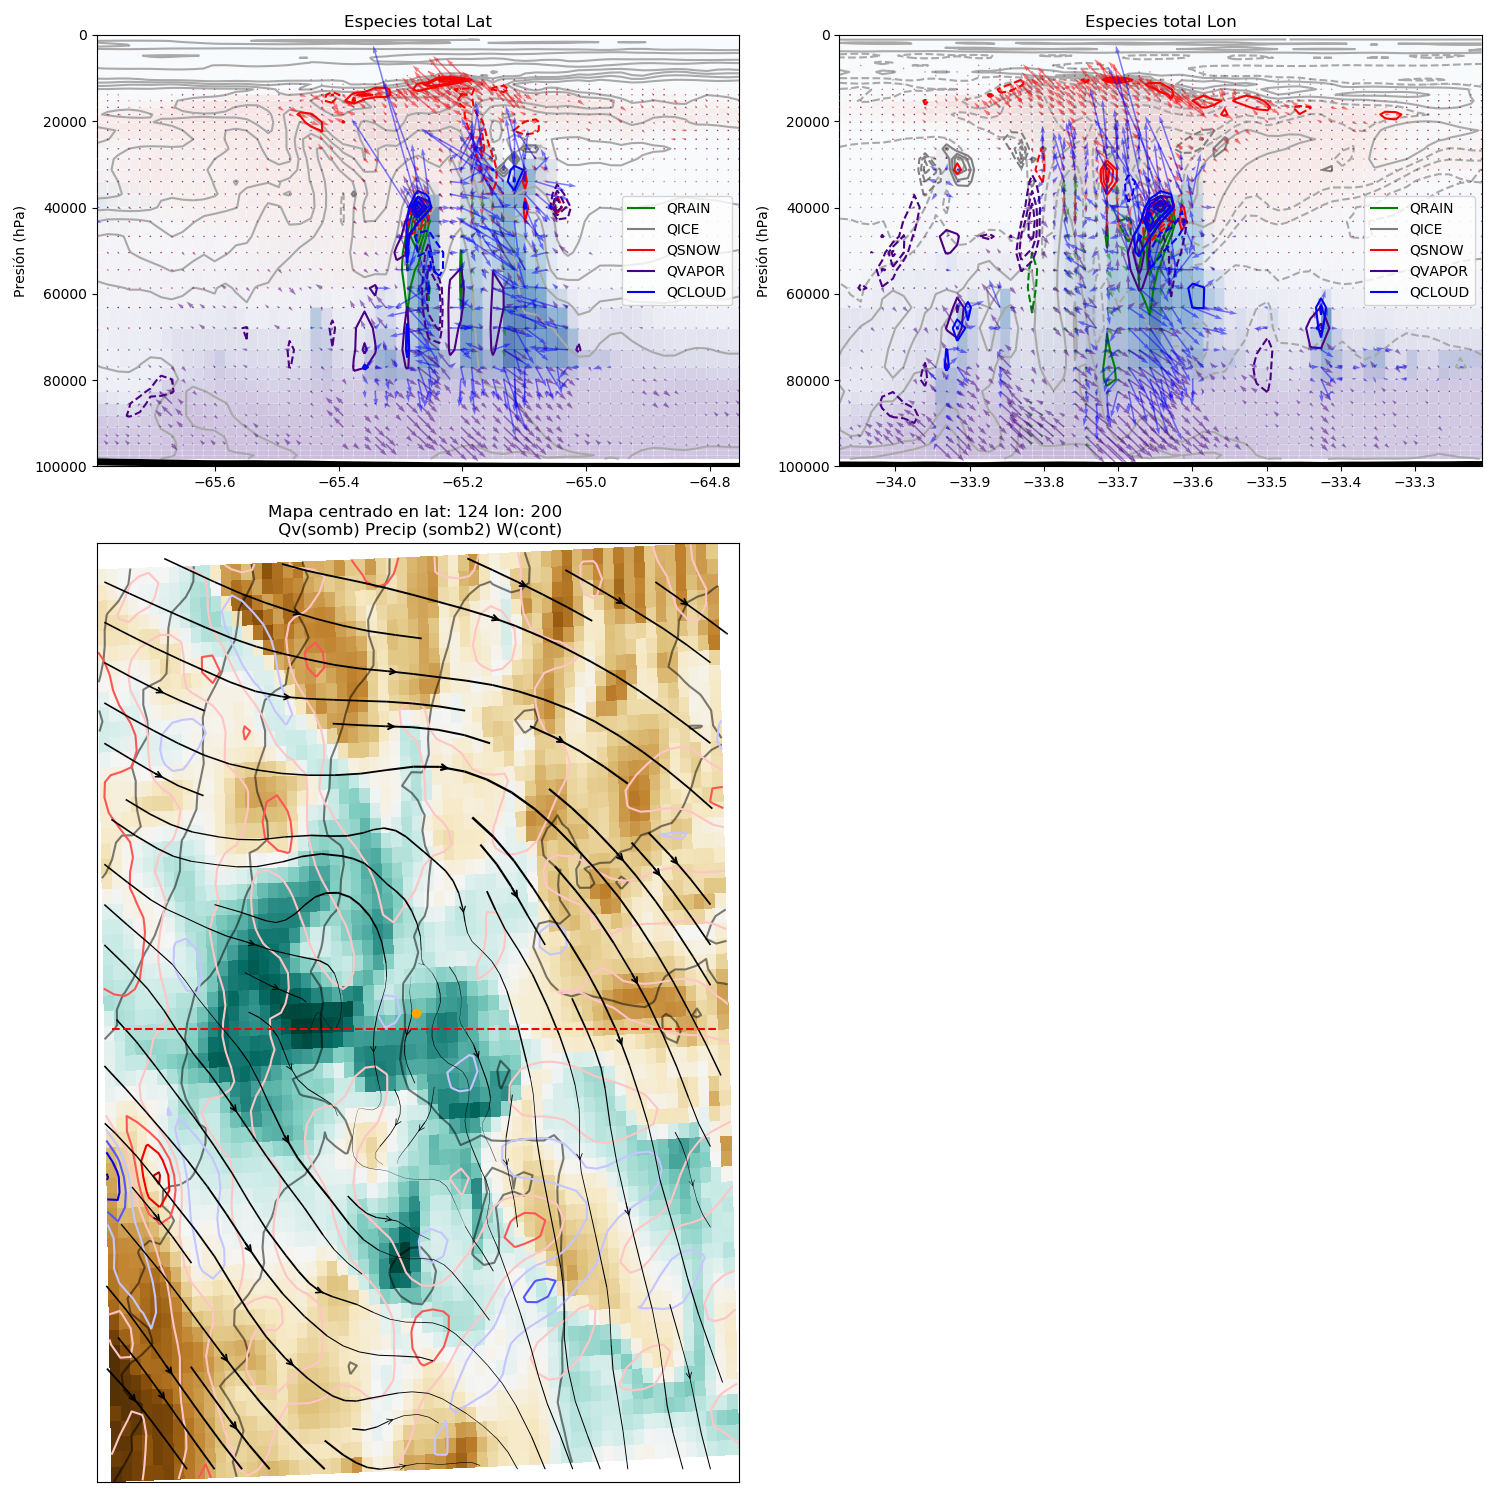 Especies total Lat
Presión (hPa)
0
20000
40000
60000
80000
100000
−65.6
−65.4
−65.2
−65.0
−64.8
QRAIN
QICE
QSNOW
QVAPOR
QCLOUD
Especies total Lon
Presión (hPa)
0
20000
40000
60000
80000
100000
−34.0
−33.9
−33.8
−33.7
−33.6
−33.5
−33.4
−33.3
QRAIN
QICE
QSNOW
QVAPOR
QCLOUD
Mapa centrado en lat: 124 lon: 200
Qv(somb) Precip (somb2) W(cont)